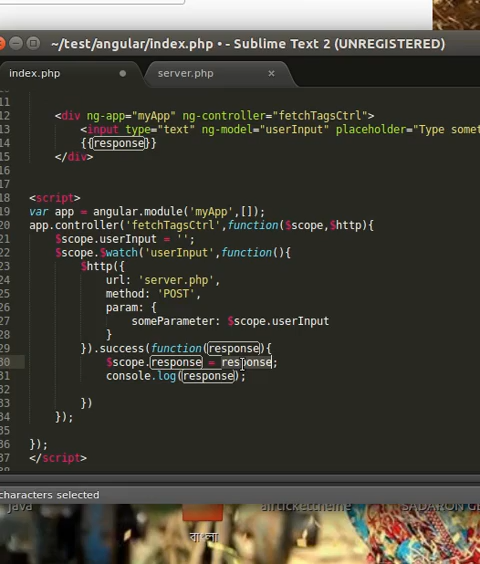 ~/test/angular/index.php • - Sublime Text 2 (UNREGISTERED)
index.php server.php ×
11
12 <div ng-app="myApp" ng-controller="fetchTagsCtrl">
13 <input type="text" ng-model="userInput" placeholder="Type somet
14 {{response}}
15 </div>
16
17
18 <script>
19 var app = angular.module('myApp',[]);
20 app.controller('fetchTagsCtrl',function($scope,$http){
21 $scope.userInput = '';
22 $scope.$watch('userInput',function(){
23 $http({
24 url: 'server.php',
25 method: 'POST',
26 param: {
27 someParameter: $scope.userInput
28 }
29 }).success(function(response){
30 $scope.response = response;
31 console.log(response);
32
33 })
34 });
35
36 });
37 </script>
characters selected
java airtickettheme SADARON GE
বাংলা